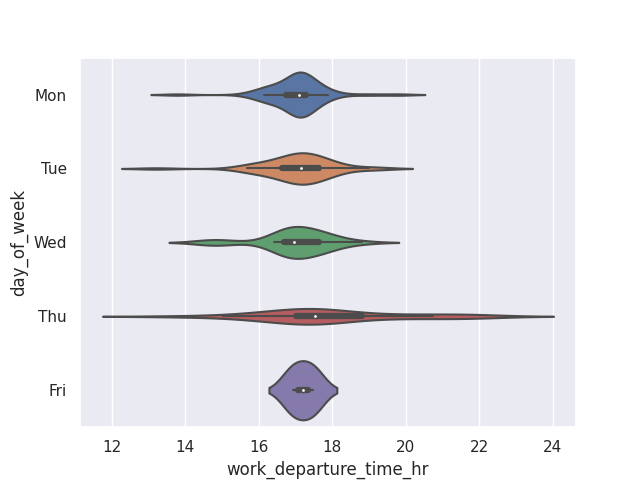 Mon
Tue
Wed
Thu
Fri
day_of_week
12 14 16 18 20 22 24
work_departure_time_hr